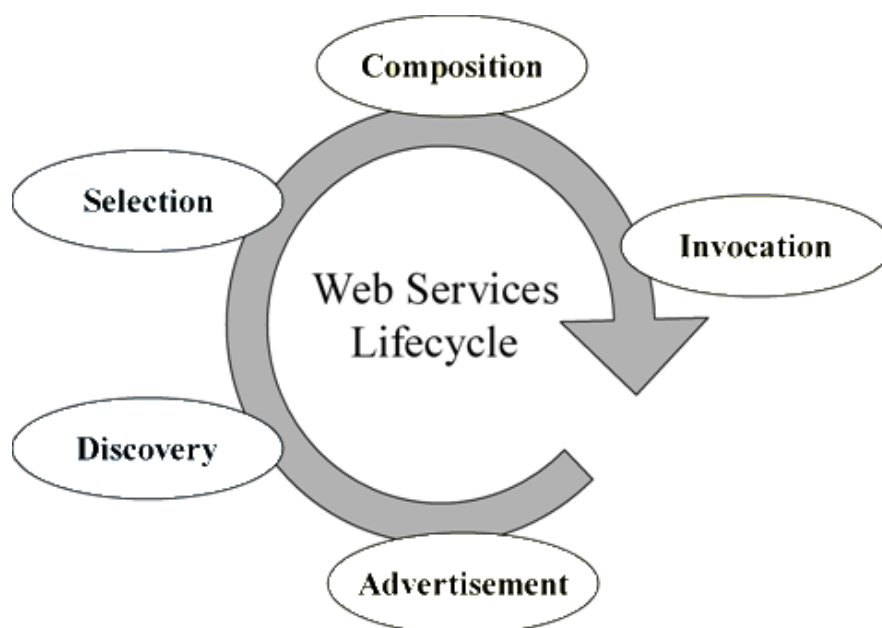 Composition
Selection
Invocation
Web Services
Lifecycle
Discovery
Advertisement